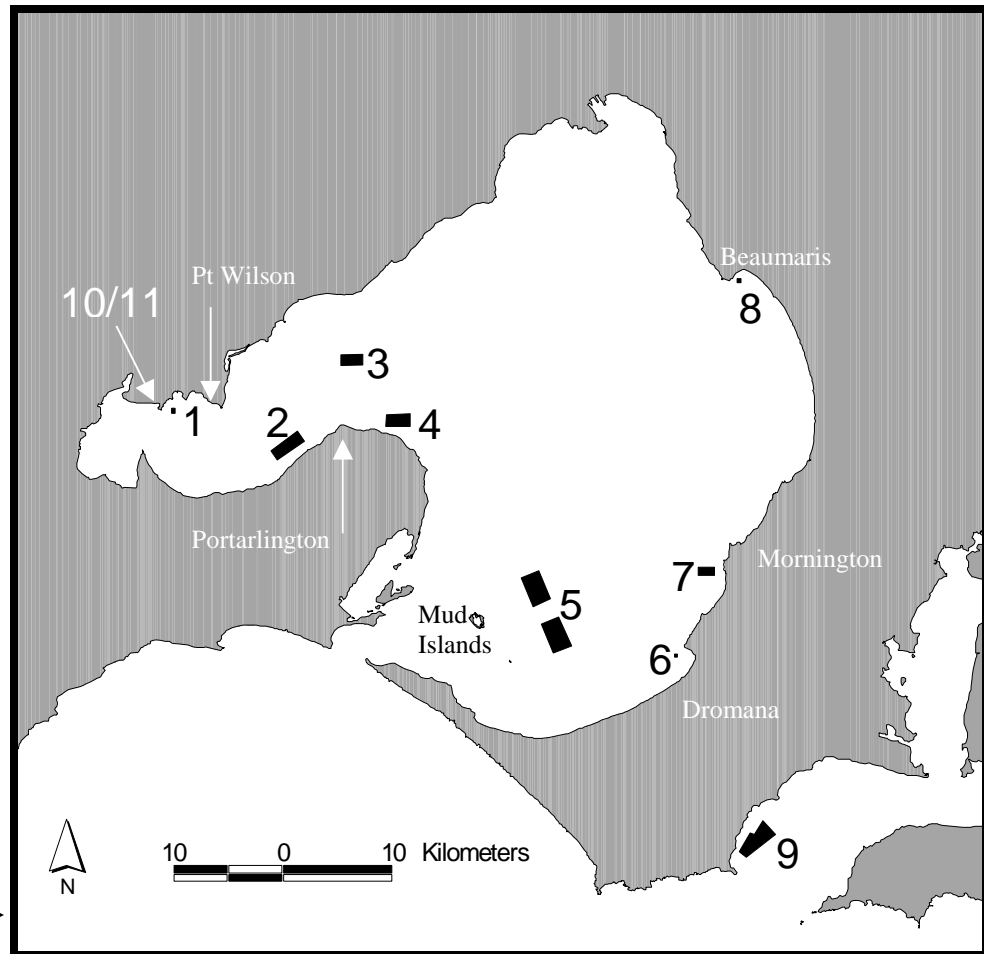 Beaumaris
Pt Wilson
10/11
8
3
1
2
4
Portarlington
Mornington
7
5
Mud
Islands
6
Dromana
9
10 0 10 Kilometers
N